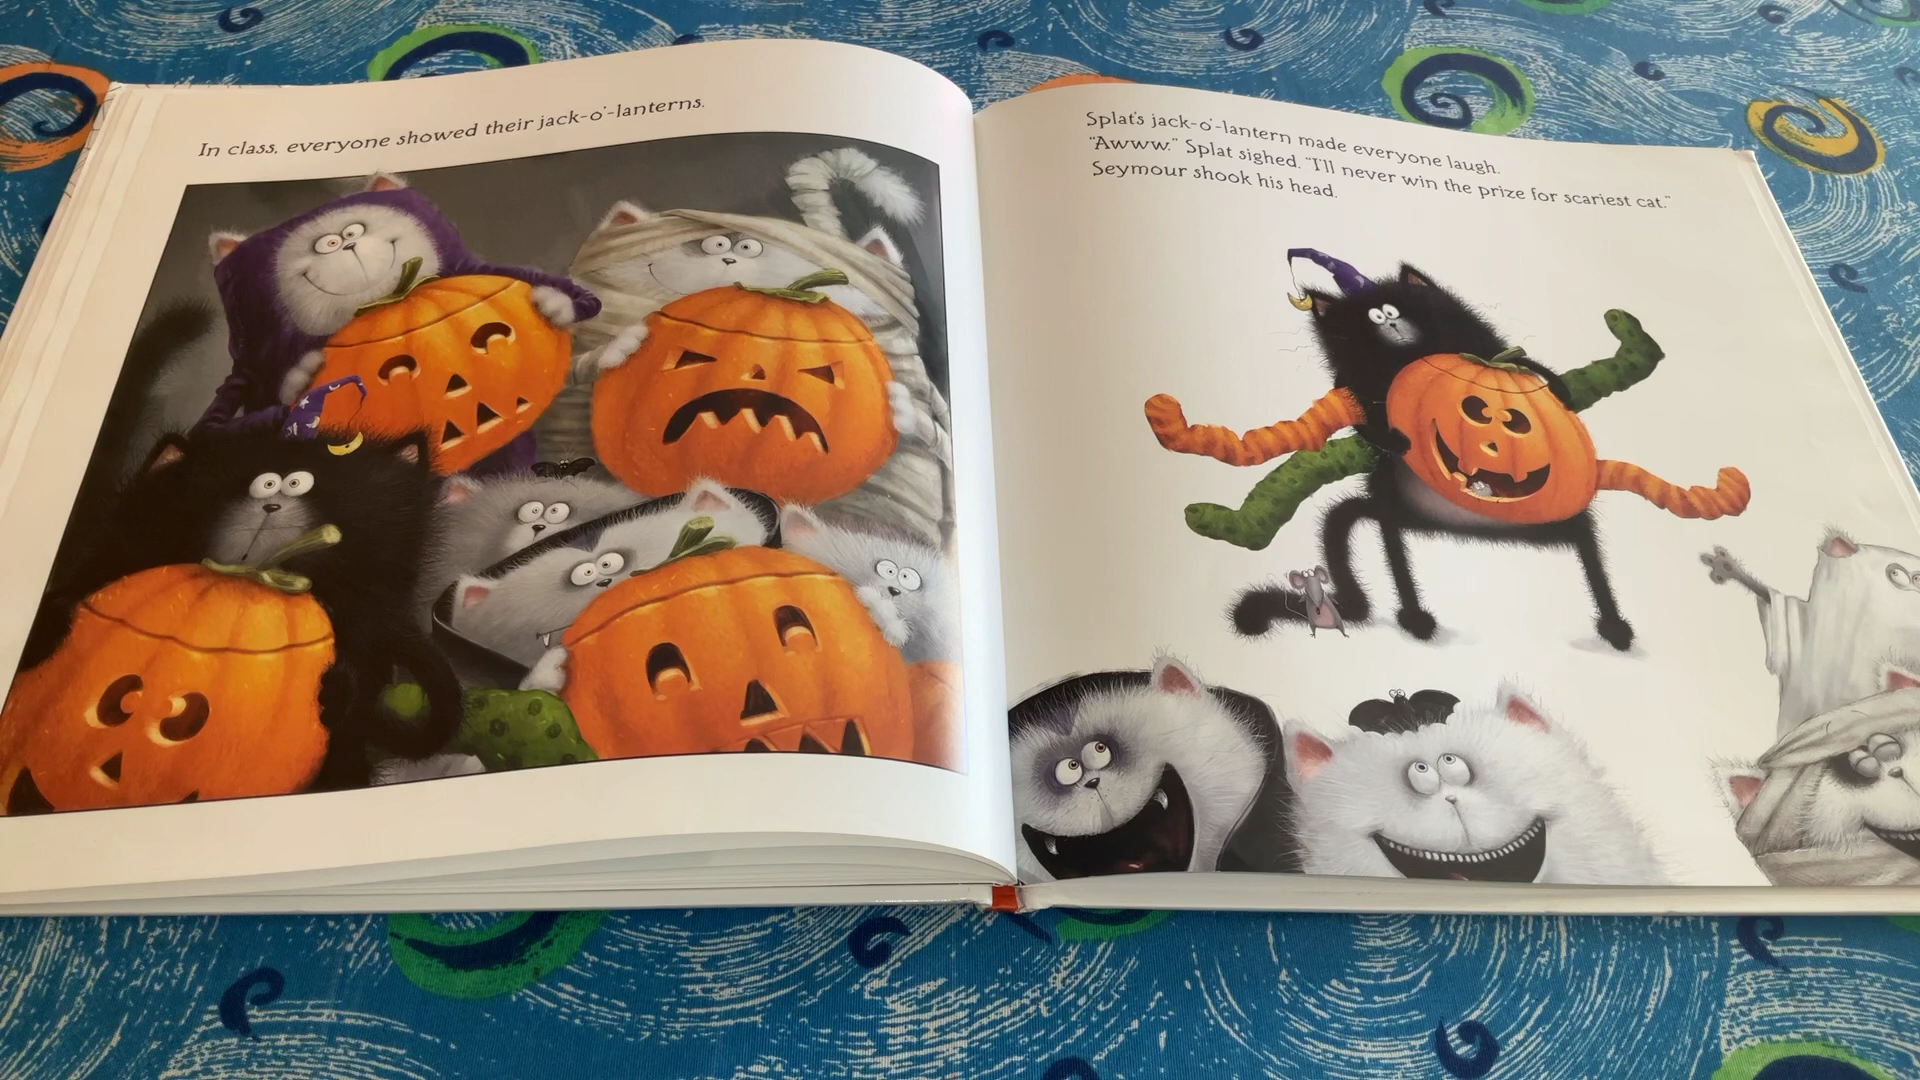 In class, everyone showed their jack-o'-lanterns.
Splat's jack-o'-lantern made everyone laugh.
"Awww." Splat sighed. "I'll never win the prize for scariest cat."
Seymour shook his head.